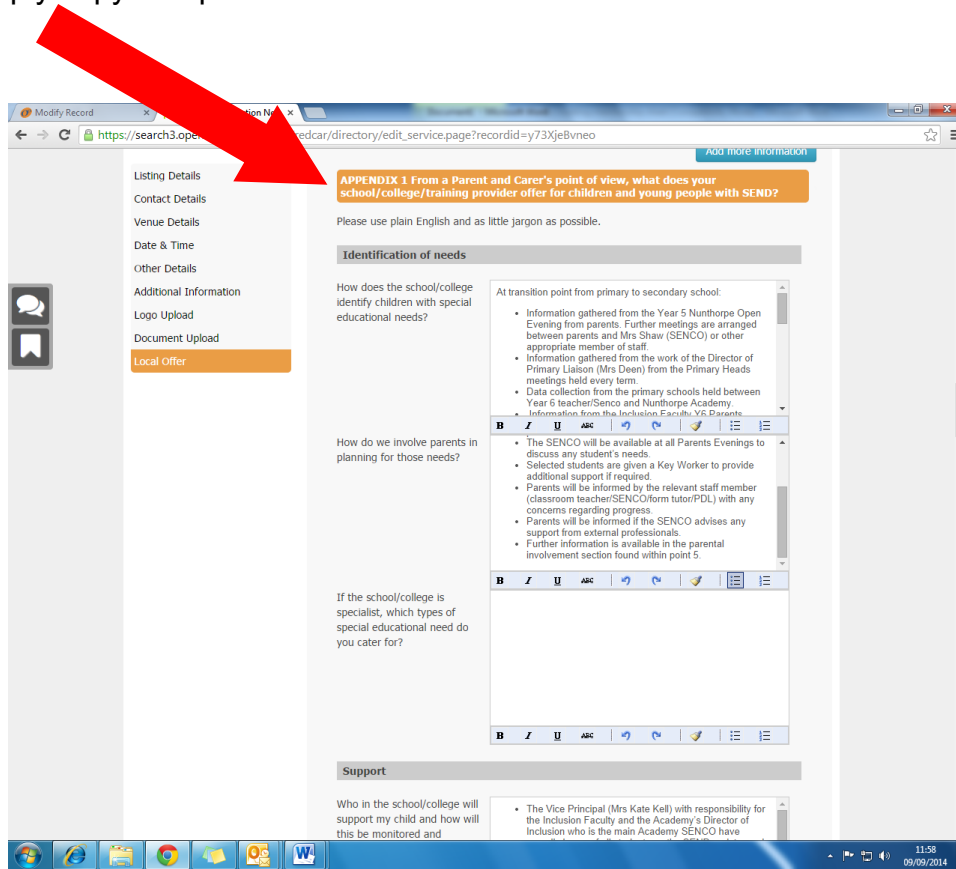 Modify Record
https://search3.ope
edcar/directory/edit_service.page?recordid=y73XjeBvneo
Add more information
Listing Details
Contact Details
Venue Details
Date & Time
Other Details
Additional Information
Logo Upload
Document Upload
Local Offer
APPENDIX 1 From a Parent and Carer's point of view, what does your
school/college/training provider offer for children and young people with SEND?
Please use plain English and as little jargon as possible.
Identification of needs
How does the school/college
identify children with special
educational needs?
At transition point from primary to secondary school:
• Information gathered from the Year 5 Nunthorpe Open
Evening from parents. Further meetings are arranged
between parents and Mrs Shaw (SENCO) or other
appropriate member of staff.
• Information gathered from the work of the Director of
Primary Liaison (Mrs Deen) from the Primary Heads
meetings held every term.
• Data collection from the primary schools held between
Year 6 teacher/Senco and Nunthorpe Academy.
• Information from the Inclusion Faculty Y6 Parents
B I U ABC
How do we involve parents in
planning for those needs?
• The SENCO will be available at all Parents Evenings to
discuss any student's needs.
• Selected students are given a Key Worker to provide
additional support if required.
• Parents will be informed by the relevant staff member
(classroom teacher/SENCO/form tutor/PDL) with any
concerns regarding progress.
• Parents will be informed if the SENCO advises any
support from external professionals.
• Further information is available in the parental
involvement section found within point 5.
B I U ABC
If the school/college is
specialist, which types of
special educational need do
you cater for?
B I U ABC
Support
Who in the school/college will
support my child and how will
this be monitored and
• The Vice Principal (Mrs Kate Kell) with responsibility for
the Inclusion Faculty and the Academy's Director of
Inclusion who is the main Academy SENCO have
11:58
09/09/2014